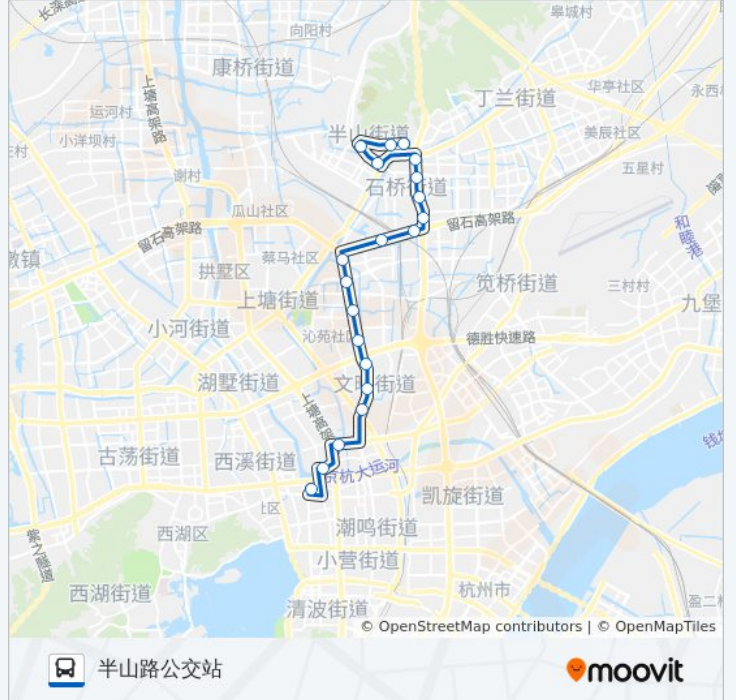 长深高
向阳村
皋城村
康桥街道
上塘高架路
丁兰街道
华亭社区
永西
运河村
半山街道
美辰社区
小洋坝村
庄村
五星村
谢村
石桥街道
瓜山社区
留石高架路
留石高架路
和睦港
墩镇
蔡马社区
拱墅区
笕桥街道
三村村
上塘街道
九堡
小河街道
沁苑社区
德胜快速路
湖墅街道
文晖街道
上塘高架
古荡街道
西溪街道
京杭大运河
钱塘
凯旋街道
社区
潮鸣街道
西湖区
紫之隧道
小营街道
西湖街道
杭州市
清波街道
盈二村
© OpenStreetMap contributors | © OpenMapTiles
半山路公交站
moovit